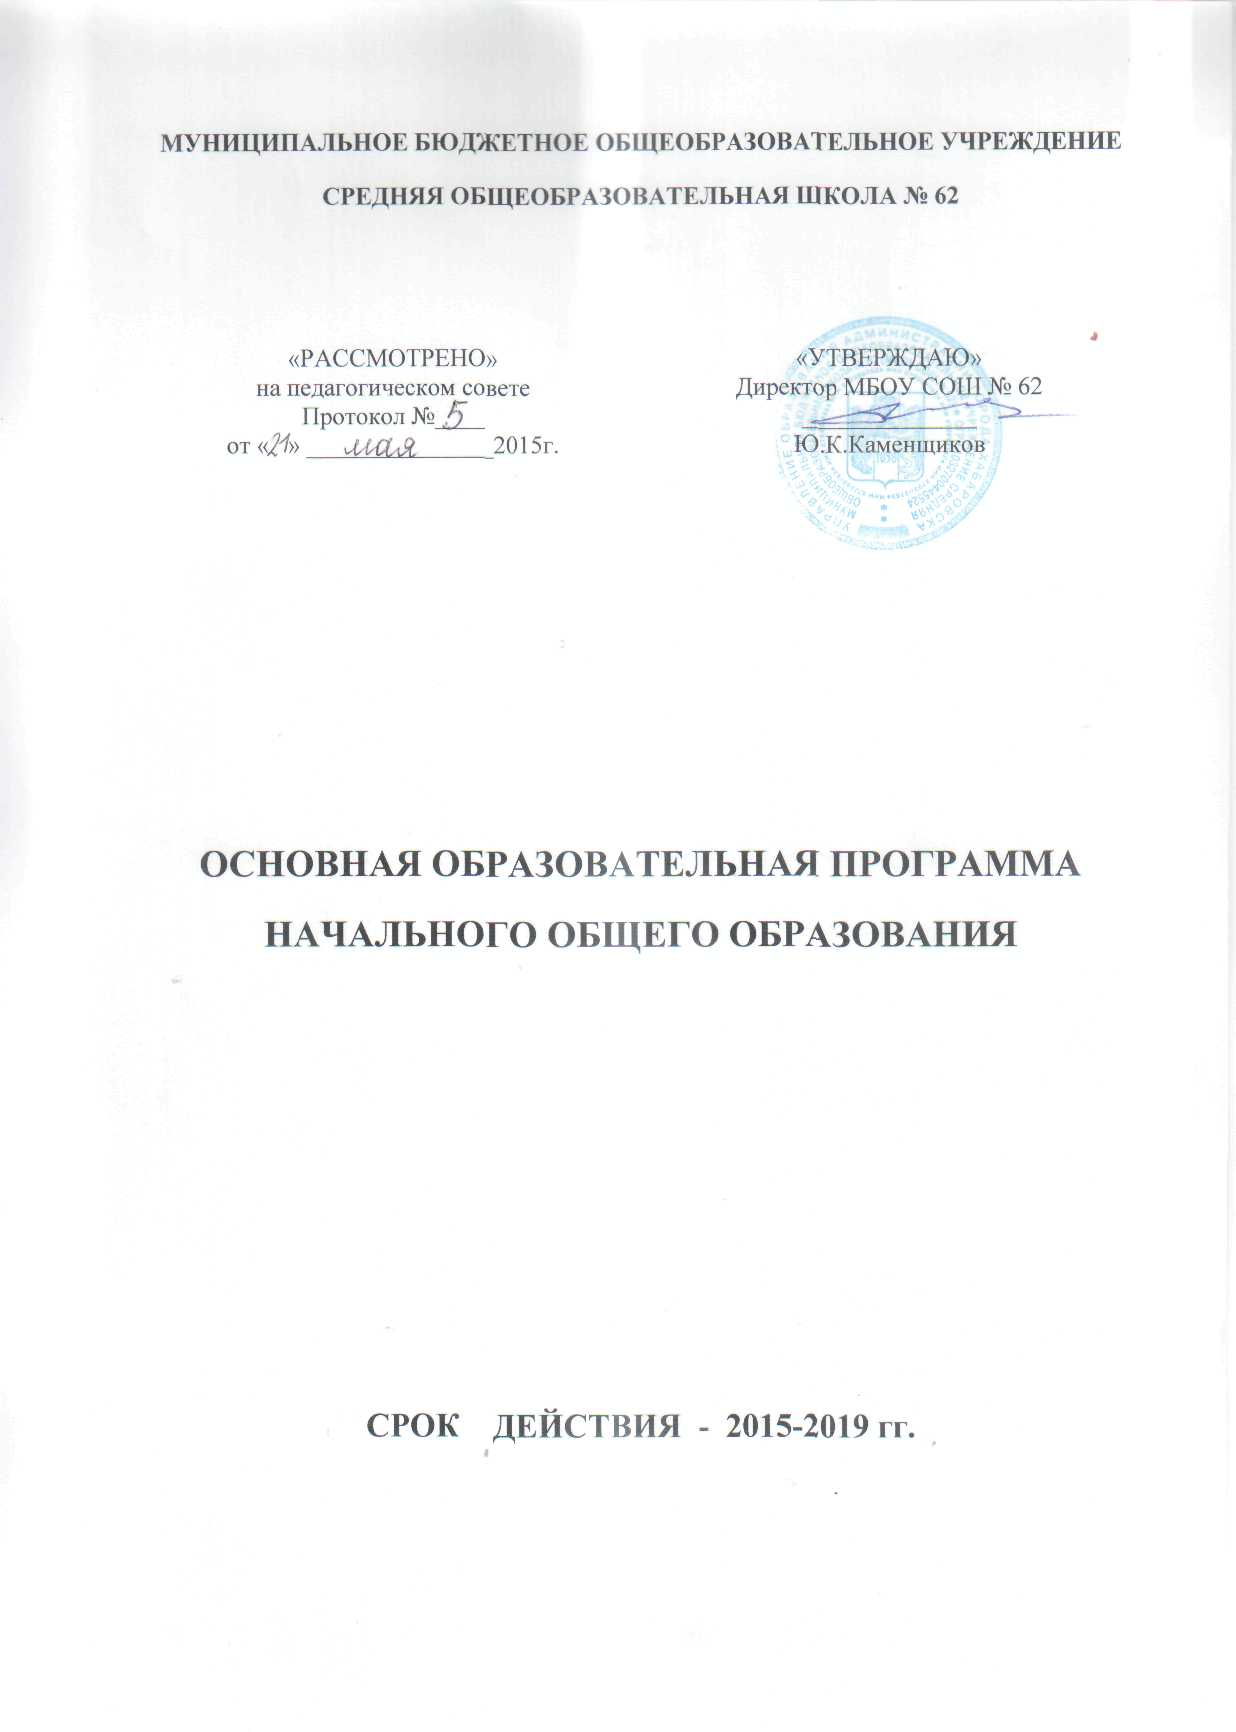 МУНИЦИПАЛЬНОЕ БЮДЖЕТНОЕ ОБЩЕОБРАЗОВАТЕЛЬНОЕ УЧРЕЖДЕНИЕ
СРЕДНЯЯ ОБЩЕОБРАЗОВАТЕЛЬНАЯ ШКОЛА № 62
«РАССМОТРЕНО»
на педагогическом совете
Протокол № 5
от «21» мая 2015г.
«УТВЕРЖДАЮ»
Директор МБОУ СОШ № 62
Ю.К.Каменщиков
ОСНОВНАЯ ОБРАЗОВАТЕЛЬНАЯ ПРОГРАММА
НАЧАЛЬНОГО ОБЩЕГО ОБРАЗОВАНИЯ
СРОК ДЕЙСТВИЯ - 2015-2019 гг.